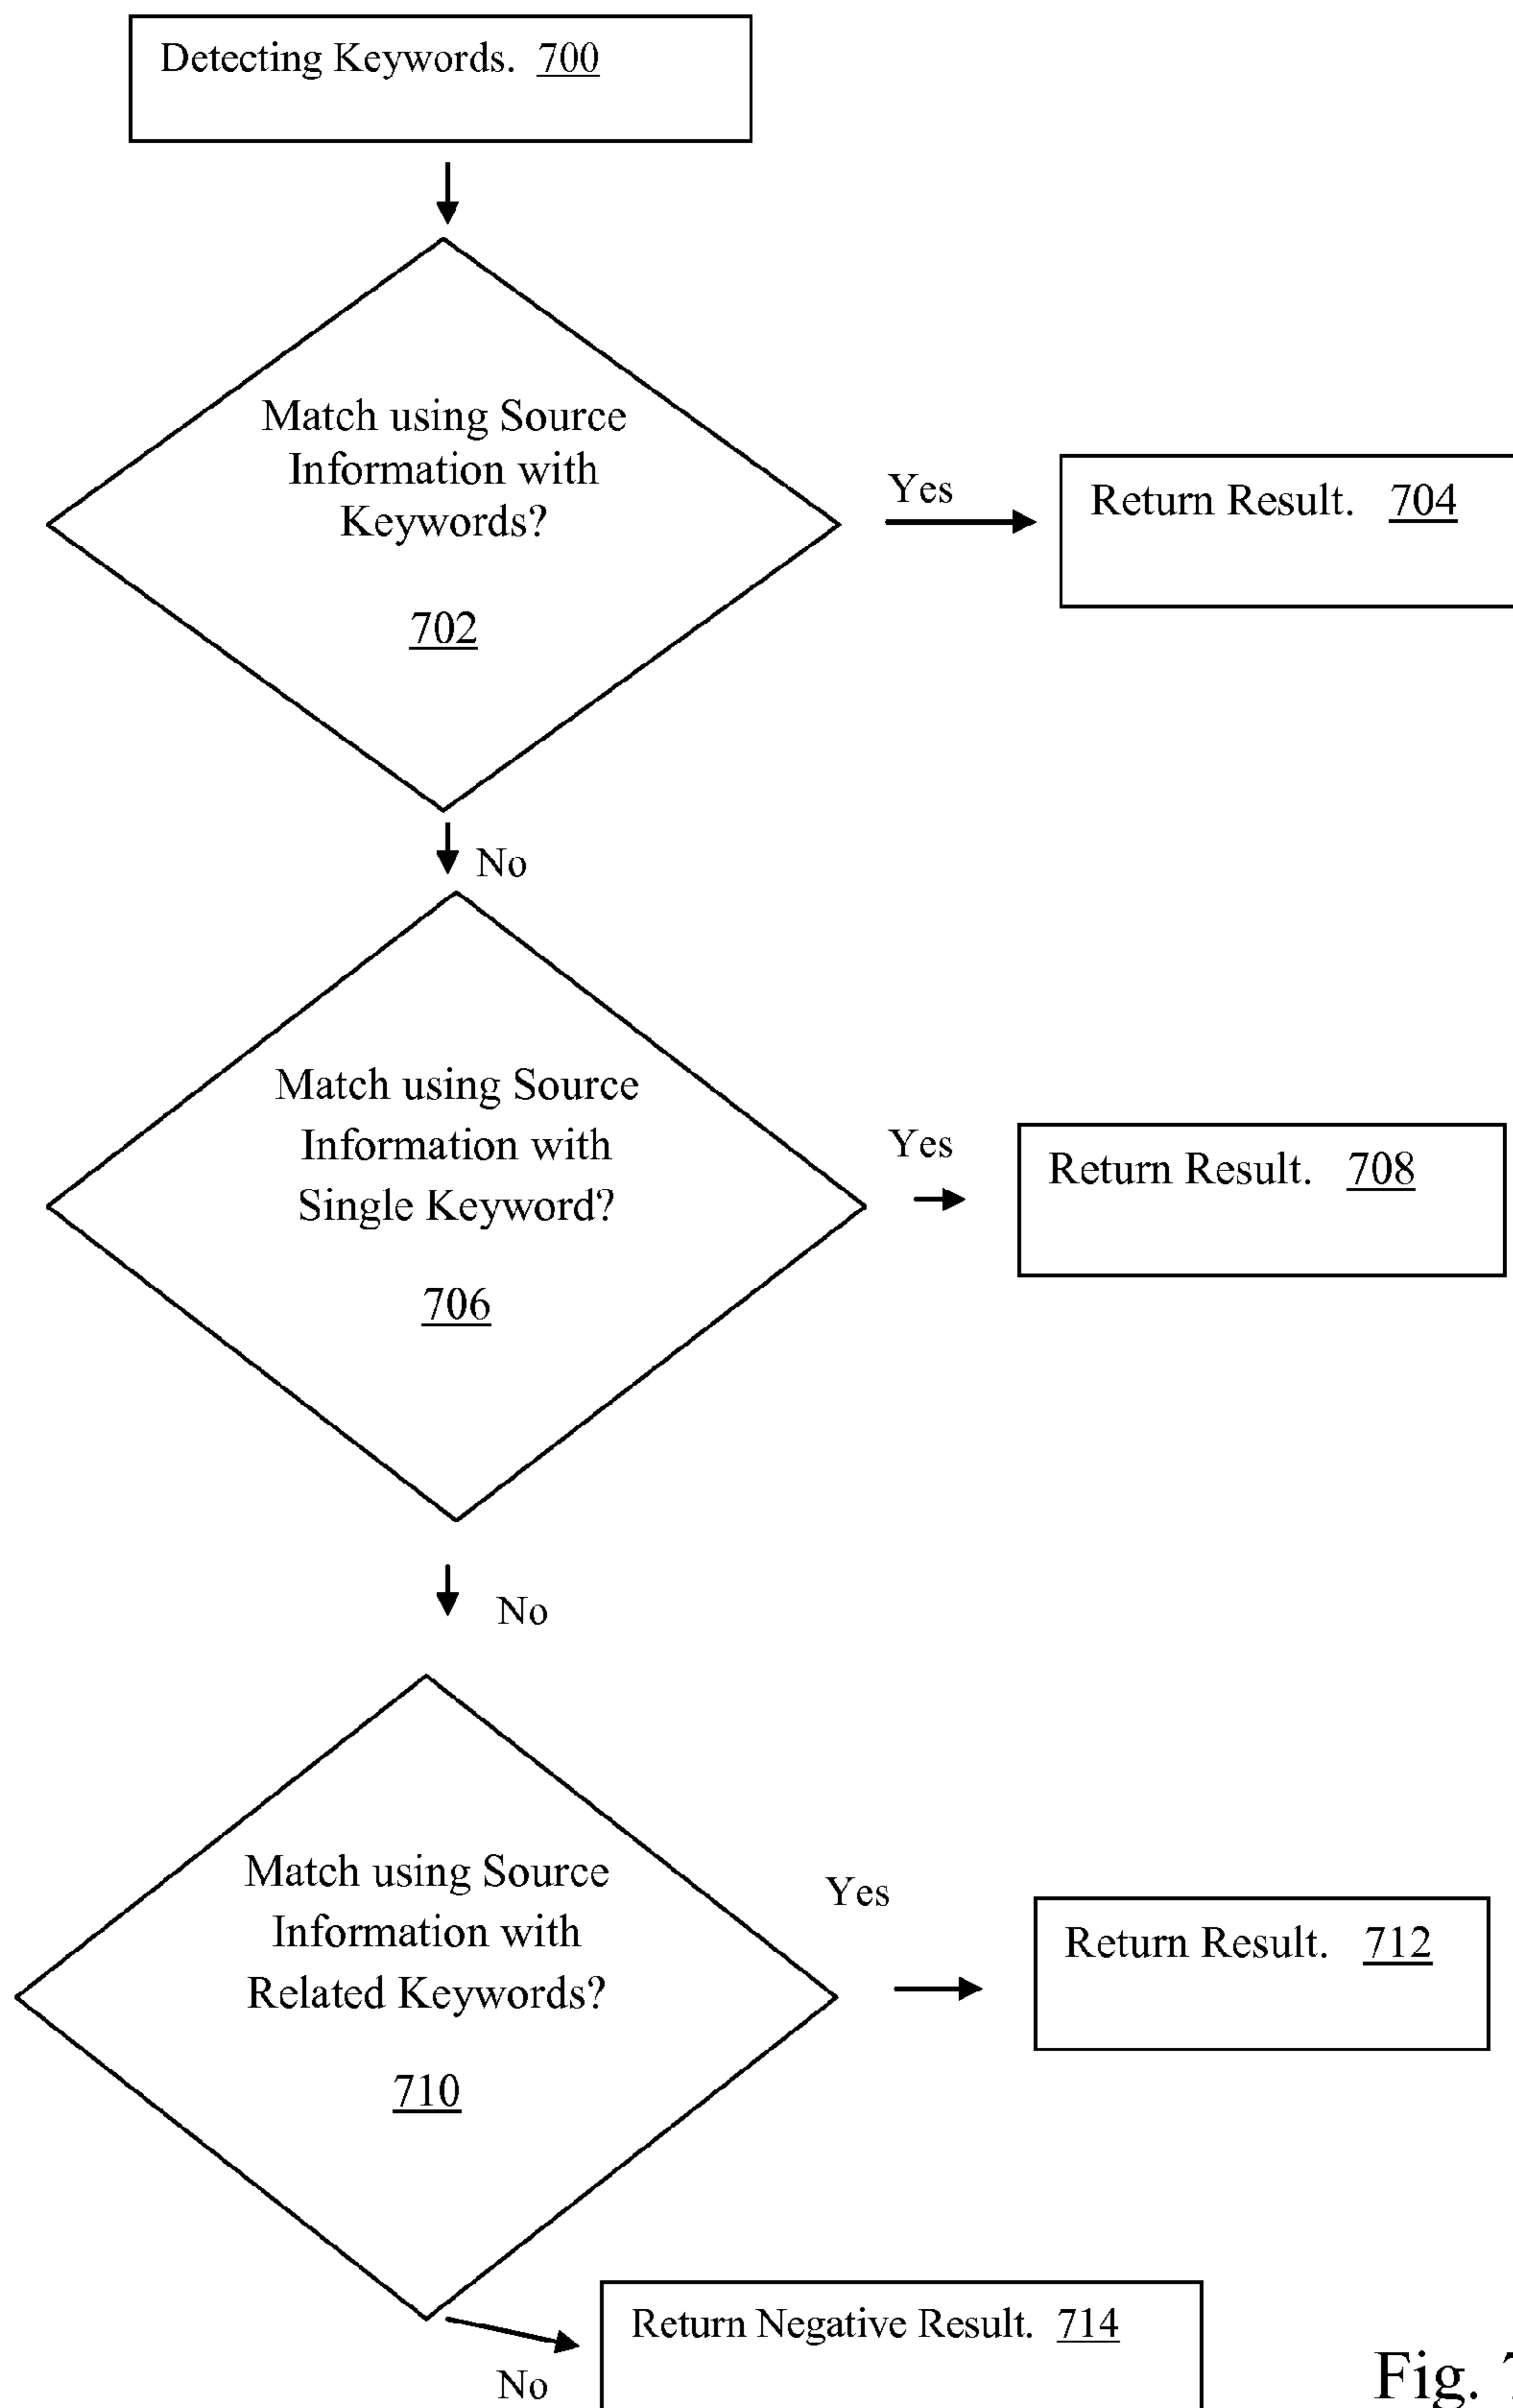 Detecting Keywords. 700
Match using Source
Information with
Keywords?
702
Yes
Return Result. 704
No
Match using Source
Information with
Single Keyword?
706
Yes
Return Result. 708
No
Match using Source
Information with
Related Keywords?
710
Yes
Return Result. 712
Return Negative Result. 714
No
Fig.